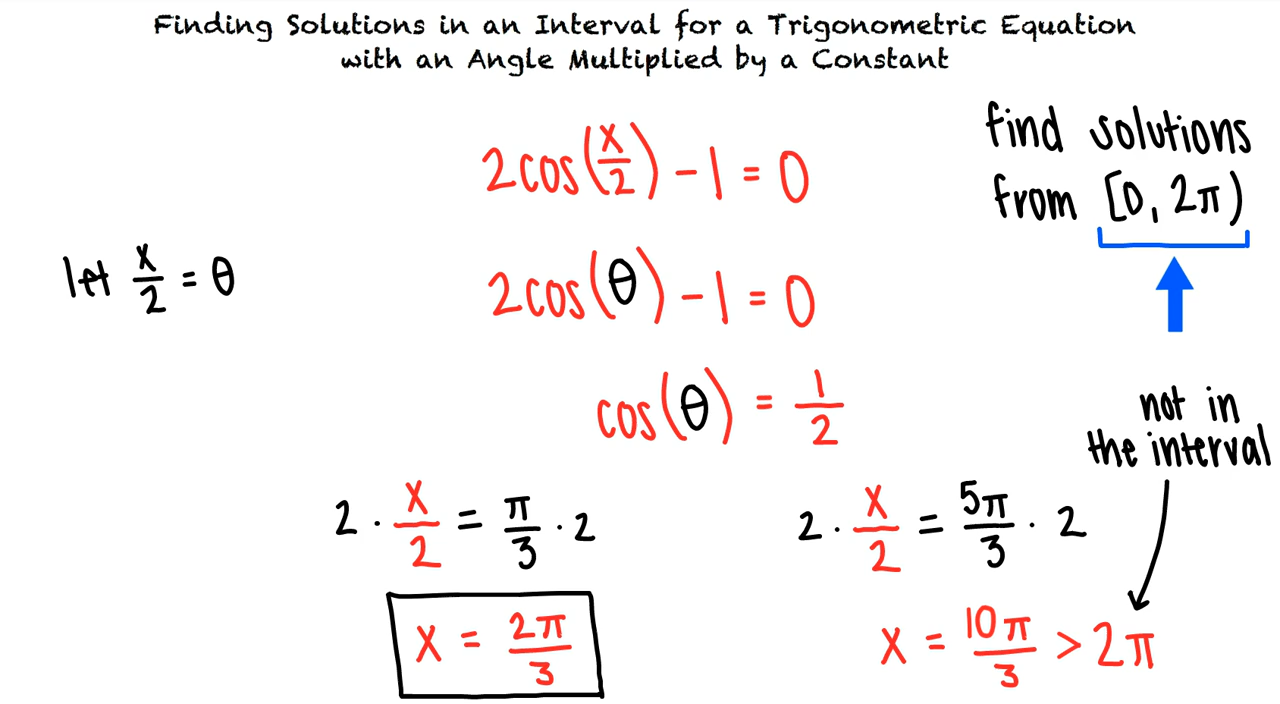 Finding Solutions in an Interval for a Trigonometric Equation
with an Angle Multiplied by a Constant
find solutions
from [0, 2π)
2cos(x/2) - 1 = 0
let x/2 = θ
2cos(θ) - 1 = 0
cos(θ) = 1/2
not in
the interval
2 · x/2 = π/3 · 2
2 · x/2 = 5π/3 · 2
x = 2π/3
x = 10π/3 > 2π